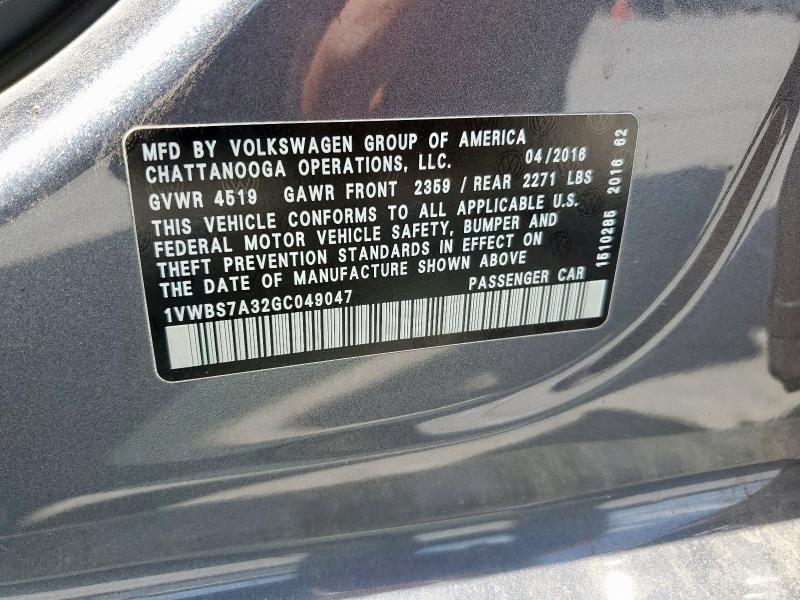 MFD BY VOLKSWAGEN GROUP OF AMERICA
CHATTANOOGA OPERATIONS, LLC. 04/2016
GVWR 4519 GAWR FRONT 2359 / REAR 2271 LBS
THIS VEHICLE CONFORMS TO ALL APPLICABLE U.S.
FEDERAL MOTOR VEHICLE SAFETY, BUMPER AND
THEFT PREVENTION STANDARDS IN EFFECT ON
THE DATE OF MANUFACTURE SHOWN ABOVE
1VWBS7A32GC049047 PASSENGER CAR
1610286 2016 62